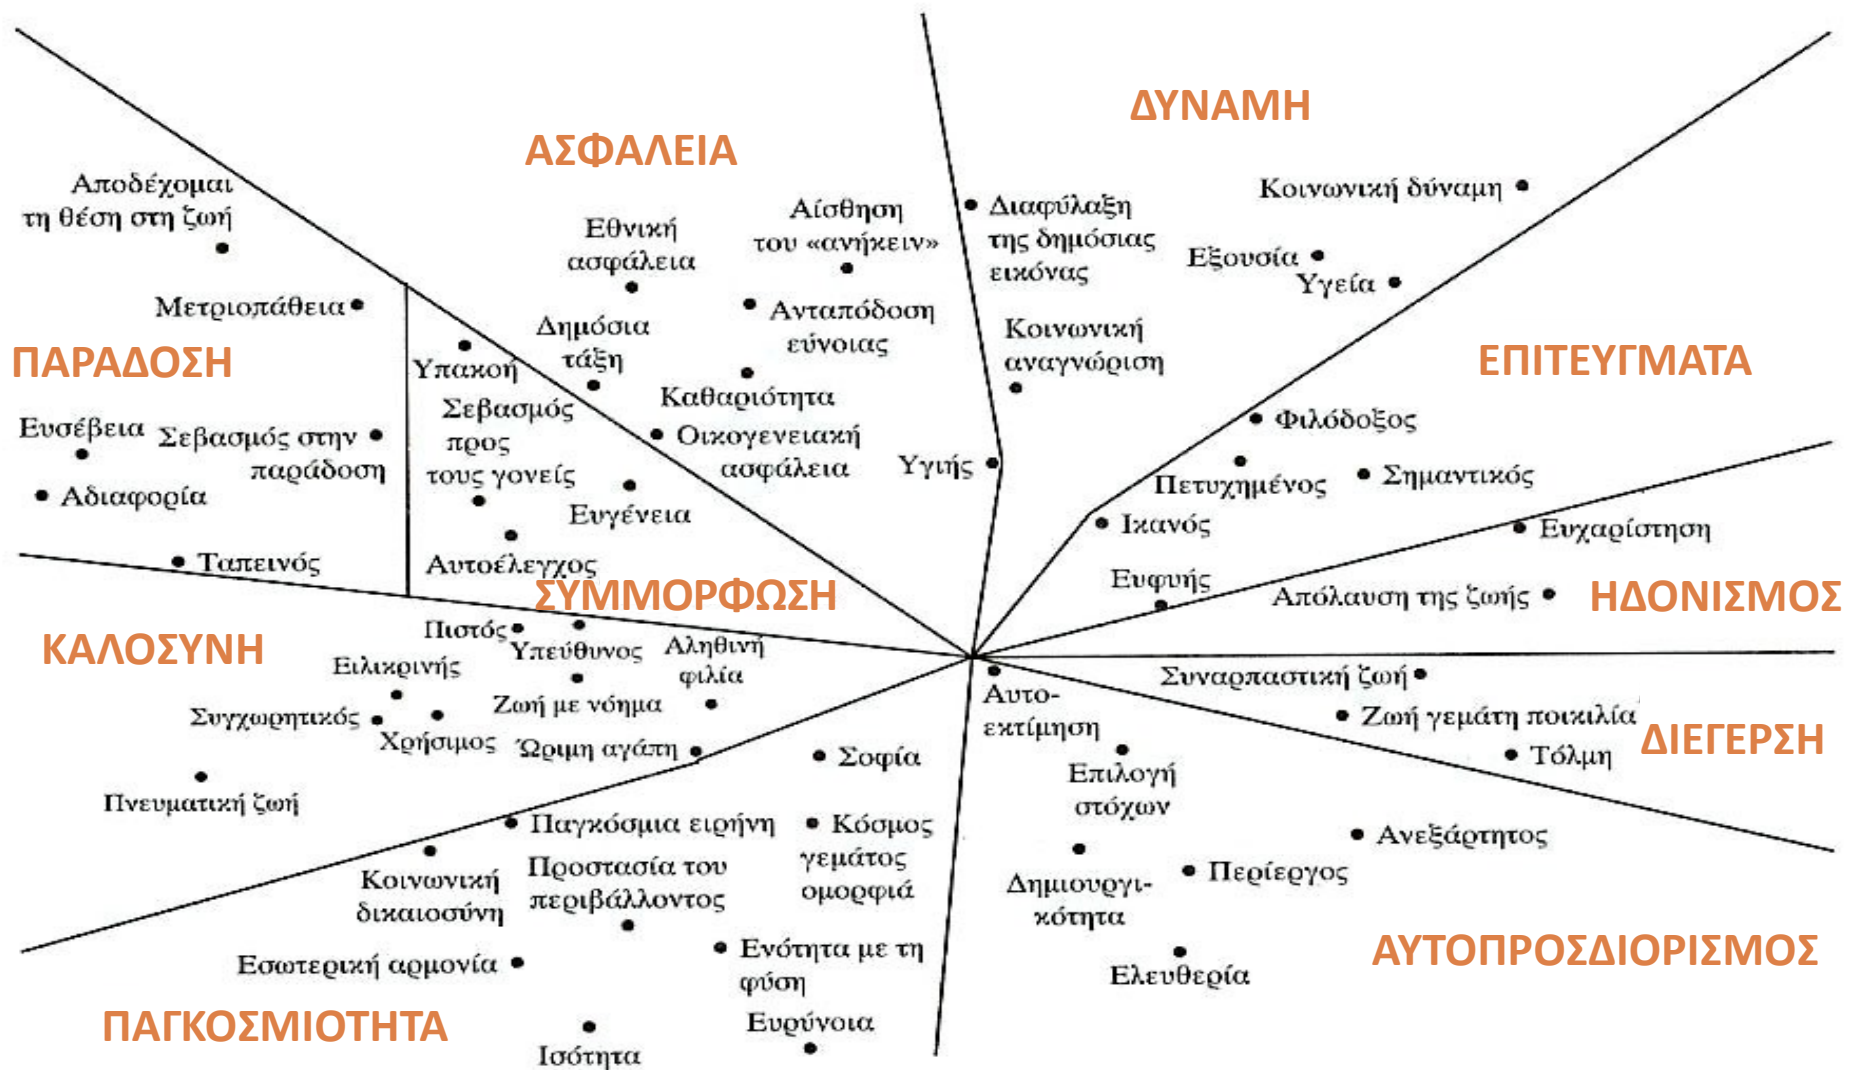 ΔΥΝΑΜΗ
ΑΣΦΑΛΕΙΑ
Αποδέχομαι
τη θέση στη ζωή
Μετριοπάθεια
ΠΑΡΑΔΟΣΗ
Ευσέβεια
Σεβασμός στην
παράδοση
Αδιαφορία
Ταπεινός
Εθνική
ασφάλεια
Αίσθηση
του «ανήκειν»
Δημόσια
τάξη
Ανταπόδοση
εύνοιας
Καθαριότητα
Οικογενειακή
ασφάλεια
Υγιής
Υπακοή
Σεβασμός
προς
τους γονείς
Ευγένεια
Αυτοέλεγχος
ΣΥΜΜΟΡΦΩΣΗ
Διαφύλαξη
της δημόσιας
εικόνας
Κοινωνική δύναμη
Εξουσία
Υγεία
Κοινωνική
αναγνώριση
ΕΠΙΤΕΥΓΜΑΤΑ
Φιλόδοξος
Πετυχημένος
Σημαντικός
Ικανός
Ευφυής
Ευχαρίστηση
Απόλαυση της ζωής
ΗΔΟΝΙΣΜΟΣ
ΚΑΛΟΣΥΝΗ
Πιστός
Υπεύθυνος
Αληθινή
φιλία
Ειλικρινής
Ζωή με νόημα
Συγχωρητικός
Χρήσιμος
Ώριμη αγάπη
Πνευματική ζωή
Συναρπαστική ζωή
Ζωή γεμάτη ποικιλία
ΔΙΕΓΕΡΣΗ
Τόλμη
Αυτο-
εκτίμηση
Επιλογή
στόχων
Ανεξάρτητος
Περίεργος
Δημιουργι-
κότητα
Ελευθερία
ΑΥΤΟΠΡΟΣΔΙΟΡΙΣΜΟΣ
Σοφία
Παγκόσμια ειρήνη
Κόσμος
γεμάτος
ομορφιά
Κοινωνική
δικαιοσύνη
Προστασία του
περιβάλλοντος
Εσωτερική αρμονία
Ενότητα με τη
φύση
ΠΑΓΚΟΣΜΙΟΤΗΤΑ
Ευρύνοια
Ισότητα